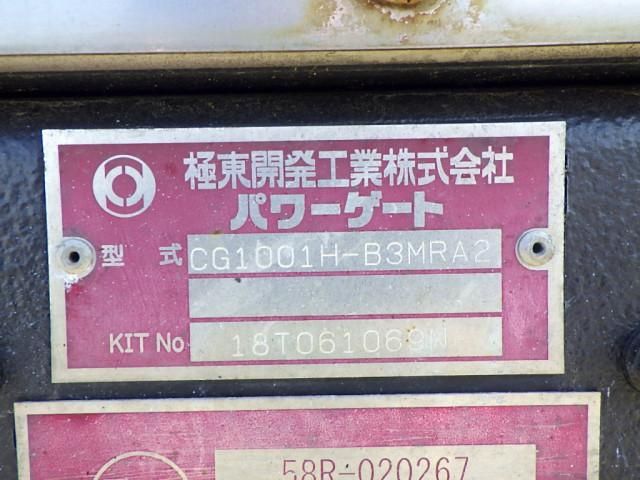 極東開発工業株式会社
パワーゲート
型式 CG1001H-B3MRA2
KIT No 18T061069N
58R-020267